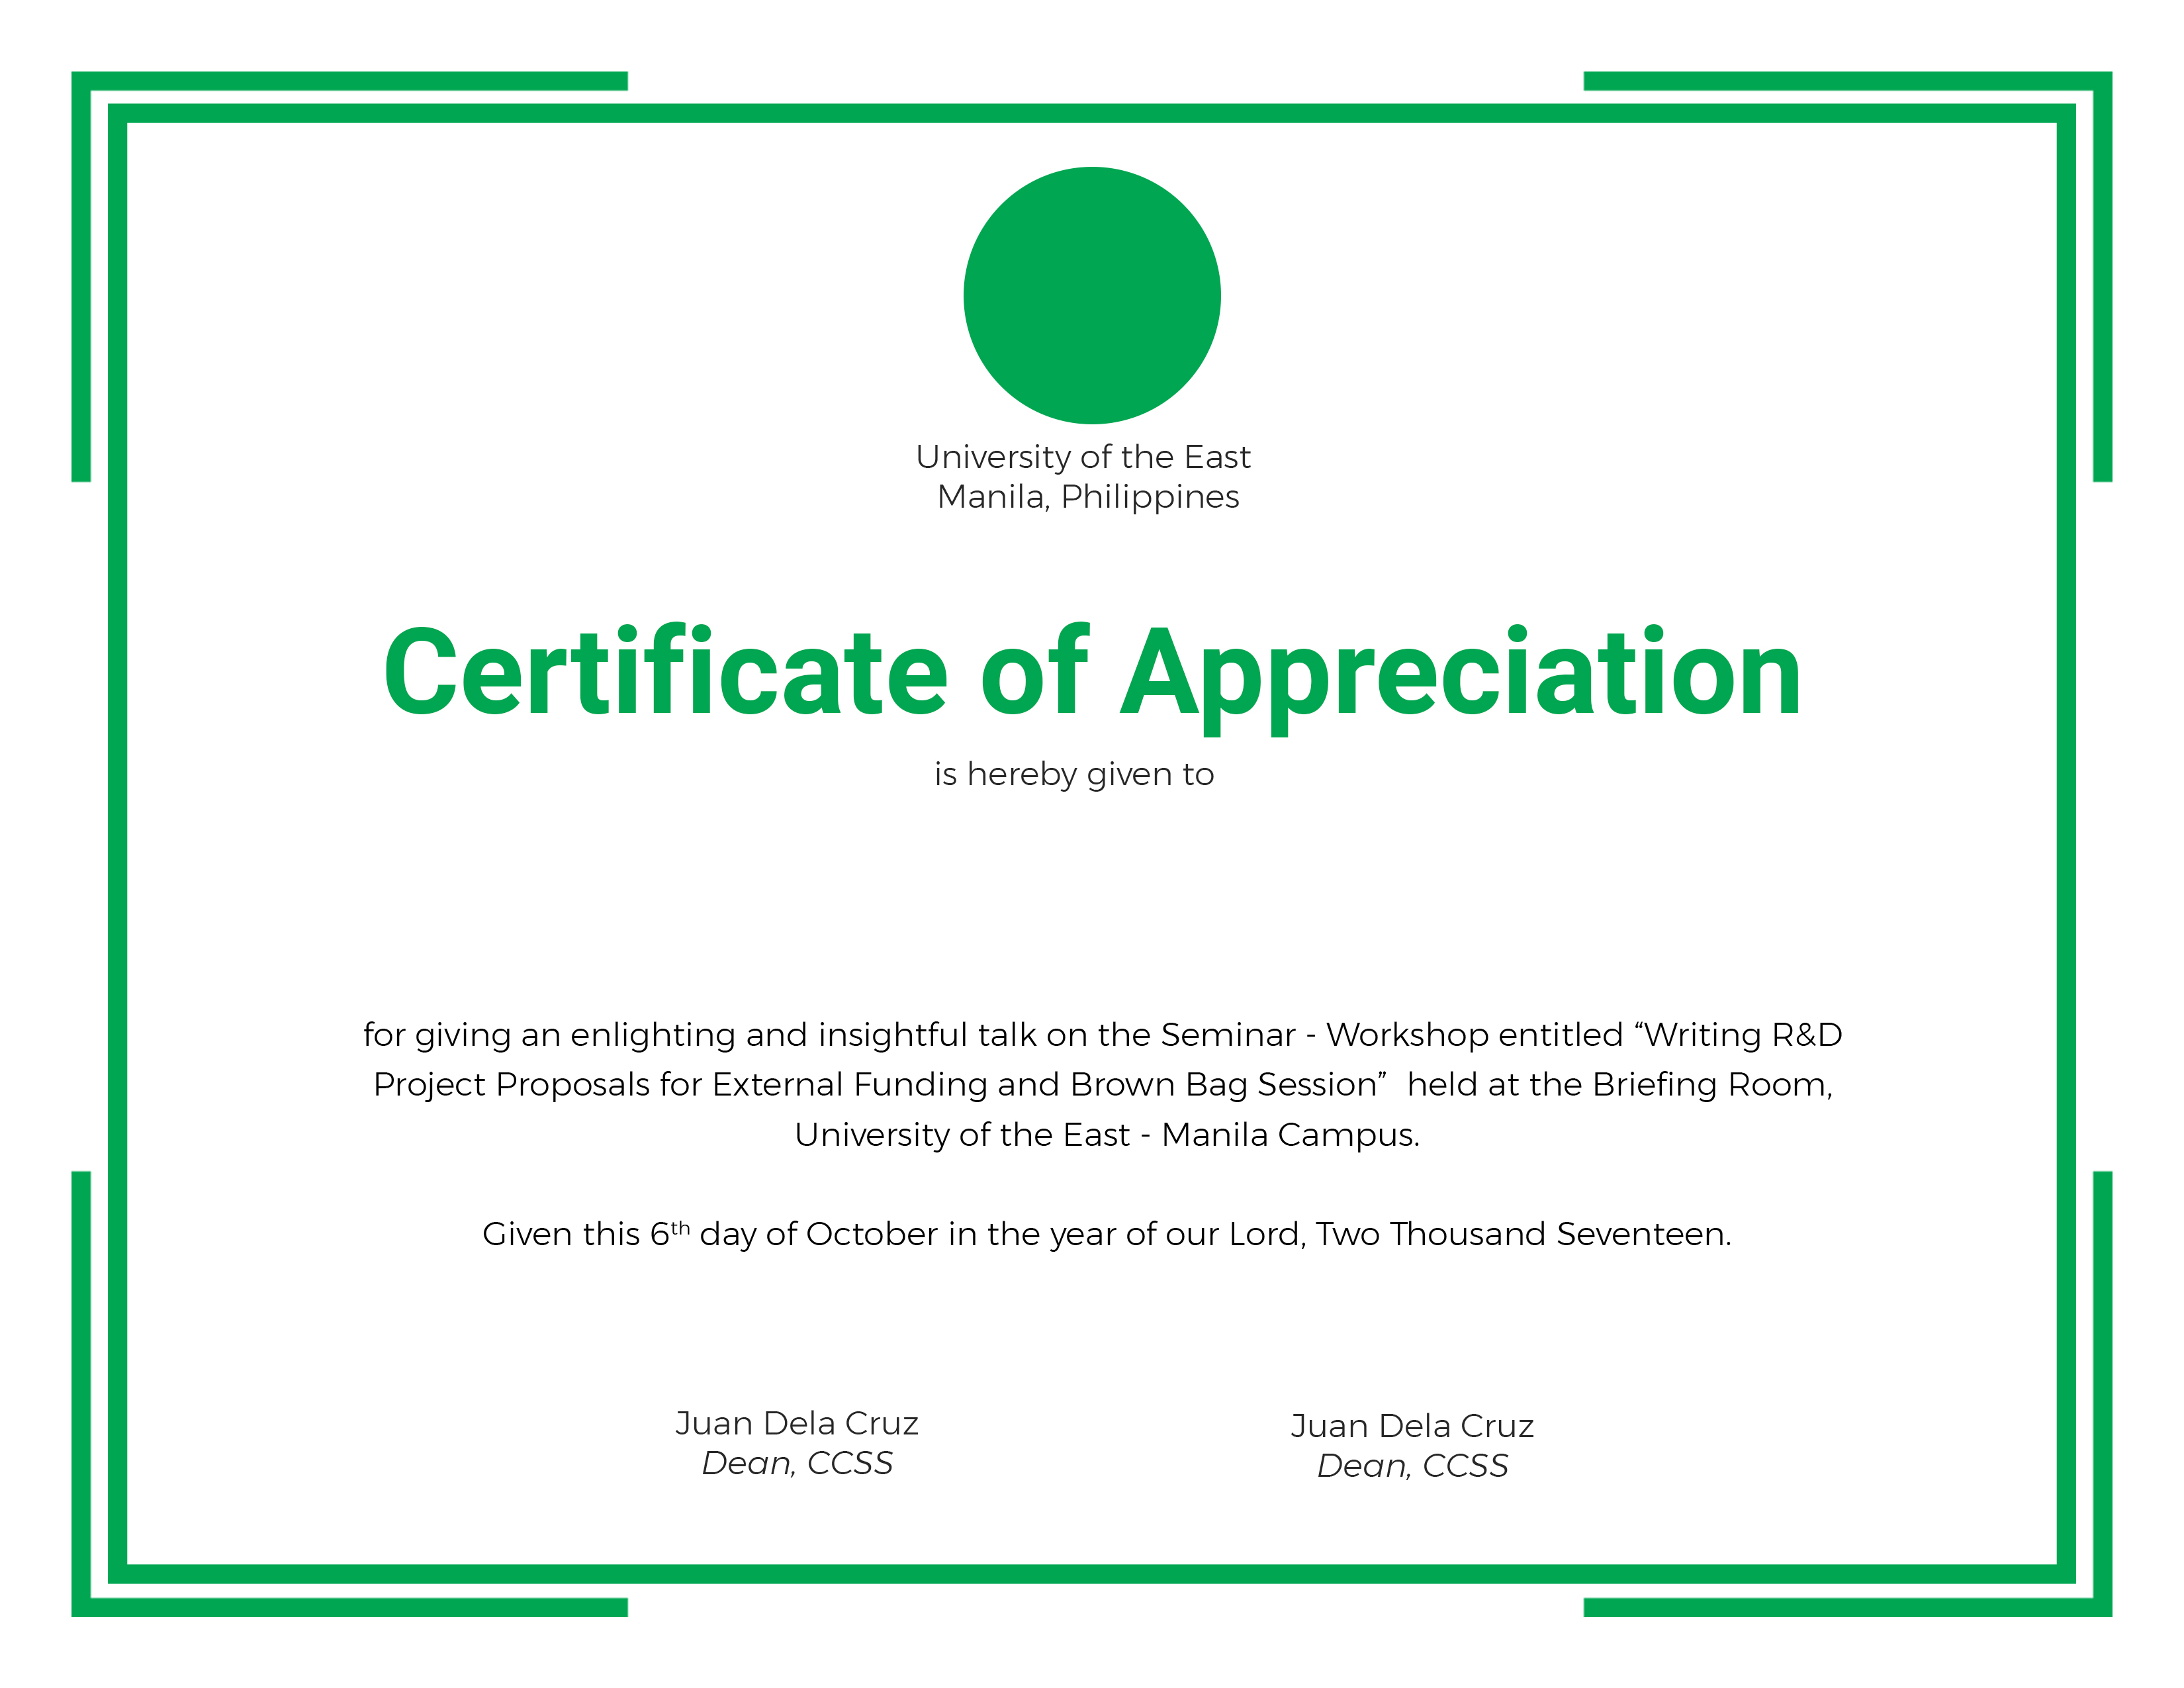 University of the East
Manila, Philippines
Certificate of Appreciation
is hereby given to
for giving an enlighting and insightful talk on the Seminar - Workshop entitled “Writing R&D
Project Proposals for External Funding and Brown Bag Session”  held at the Briefing Room,
University of the East - Manila Campus.
Given this 6th day of October in the year of our Lord, Two Thousand Seventeen.
Juan Dela Cruz
Dean, CCSS
Juan Dela Cruz
Dean, CCSS